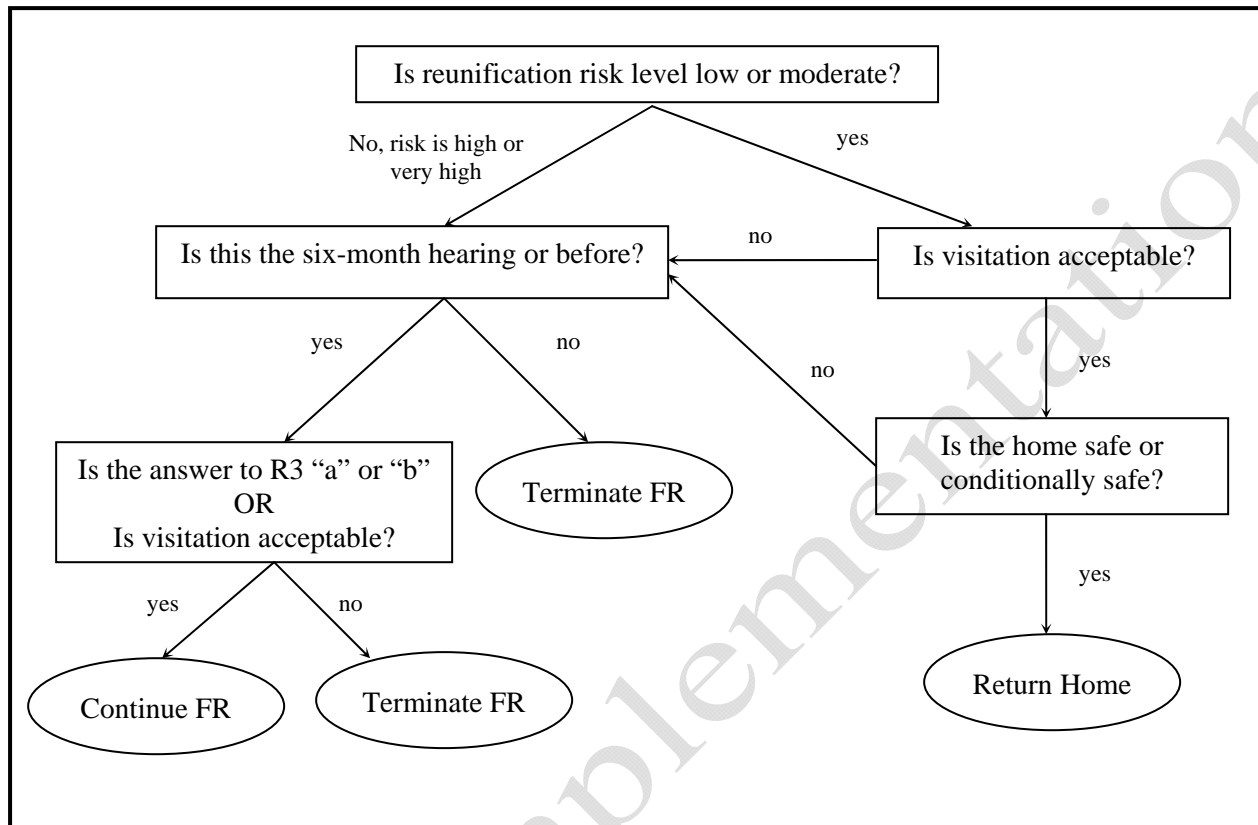 Is reunification risk level low or moderate?
No, risk is high or
very high
yes
Is this the six-month hearing or before?
no
Is visitation acceptable?
yes
no
no
yes
Is the answer to R3 “a” or “b”
OR
Is visitation acceptable?
Terminate FR
Is the home safe or
conditionally safe?
yes
no
yes
Continue FR
Terminate FR
Return Home
plementation